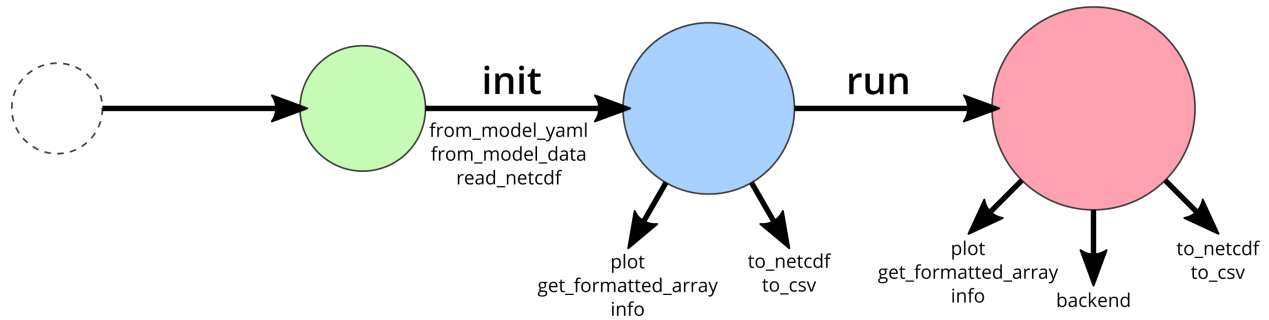 init
run
from_model_yaml
from_model_data
read_netcdf
plot
get_formatted_array
info
to_netcdf
to_csv
plot
get_formatted_array
info
backend
to_netcdf
to_csv